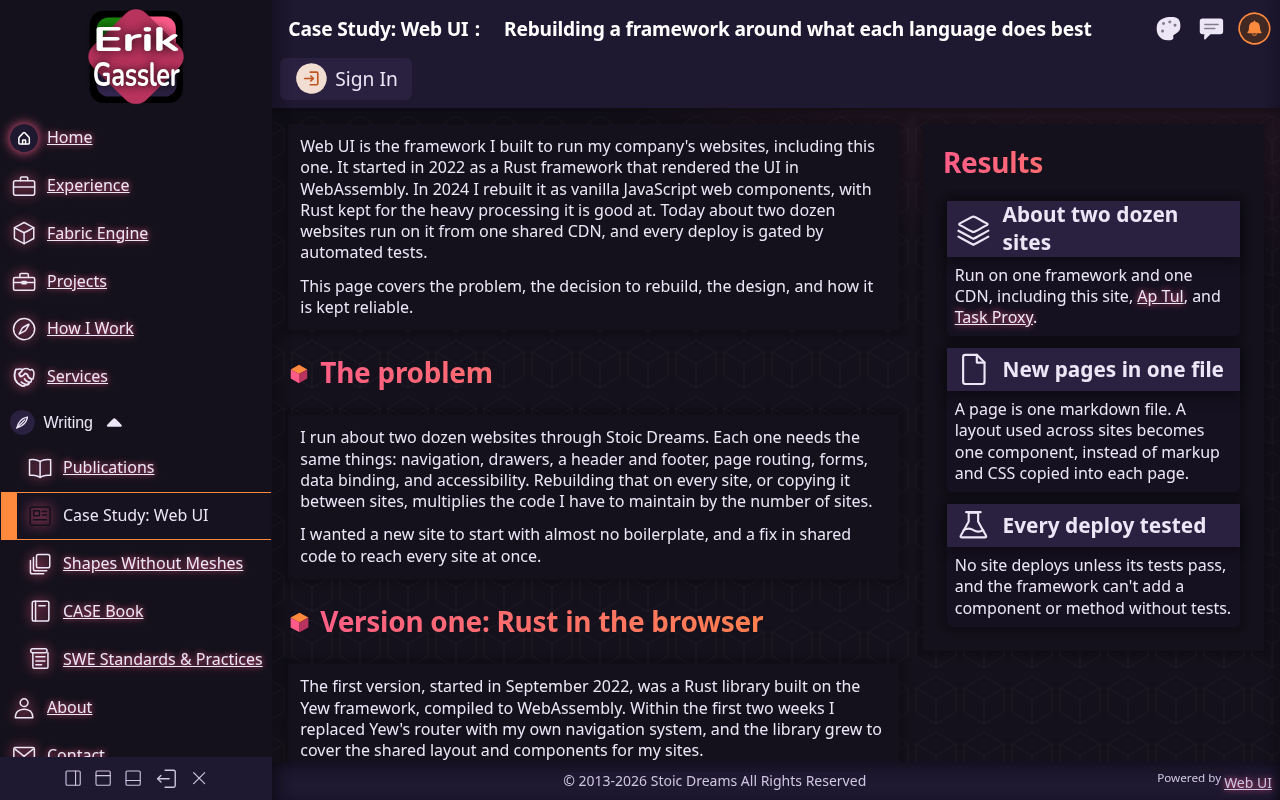 Erik
Gassler
Home
Experience
Fabric Engine
Projects
How I Work
Services
Writing
Publications
Case Study: Web UI
Shapes Without Meshes
CASE Book
SWE Standards & Practices
About
Contact
Case Study: Web UI : Rebuilding a framework around what each language does best
Sign In
Web UI is the framework I built to run my company's websites, including this
one. It started in 2022 as a Rust framework that rendered the UI in
WebAssembly. In 2024 I rebuilt it as vanilla JavaScript web components, with
Rust kept for the heavy processing it is good at. Today about two dozen
websites run on it from one shared CDN, and every deploy is gated by
automated tests.
This page covers the problem, the decision to rebuild, the design, and how it
is kept reliable.
The problem
I run about two dozen websites through Stoic Dreams. Each one needs the
same things: navigation, drawers, a header and footer, page routing, forms,
data binding, and accessibility. Rebuilding that on every site, or copying it
between sites, multiplies the code I have to maintain by the number of sites.
I wanted a new site to start with almost no boilerplate, and a fix in shared
code to reach every site at once.
Version one: Rust in the browser
The first version, started in September 2022, was a Rust library built on the
Yew framework, compiled to WebAssembly. Within the first two weeks I
replaced Yew's router with my own navigation system, and the library grew to
cover the shared layout and components for my sites.
Results
About two dozen
sites
Run on one framework and one
CDN, including this site, Ap Tul, and
Task Proxy.
New pages in one file
A page is one markdown file. A
layout used across sites becomes
one component, instead of markup
and CSS copied into each page.
Every deploy tested
No site deploys unless its tests pass,
and the framework can't add a
component or method without tests.
© 2013-2026 Stoic Dreams All Rights Reserved
Powered by Web UI